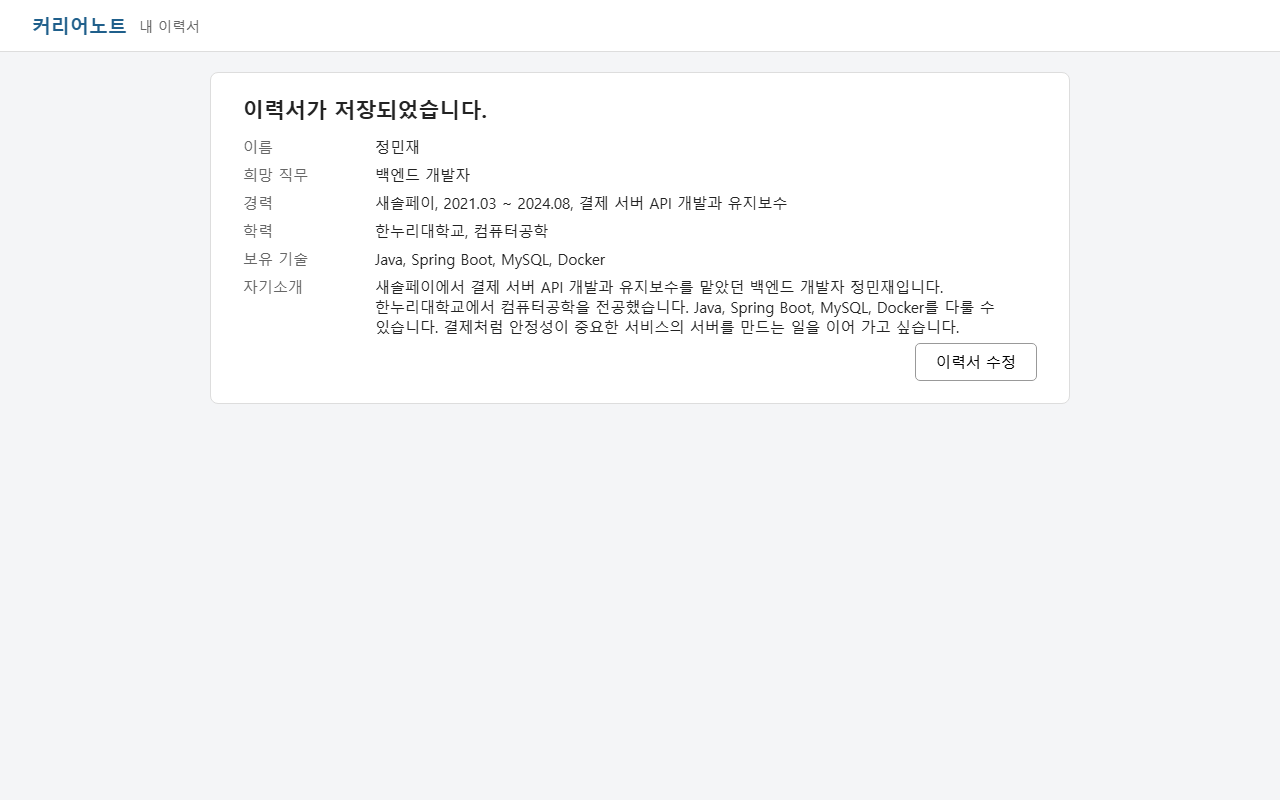 커리어노트 내 이력서
이력서가 저장되었습니다.
이름 정민재
희망 직무 백엔드 개발자
경력 새솔페이, 2021.03 ~ 2024.08, 결제 서버 API 개발과 유지보수
학력 한누리대학교, 컴퓨터공학
보유 기술 Java, Spring Boot, MySQL, Docker
자기소개 새솔페이에서 결제 서버 API 개발과 유지보수를 맡았던 백엔드 개발자 정민재입니다.
한누리대학교에서 컴퓨터공학을 전공했습니다. Java, Spring Boot, MySQL, Docker를 다룰 수
있습니다. 결제처럼 안정성이 중요한 서비스의 서버를 만드는 일을 이어 가고 싶습니다.
이력서 수정